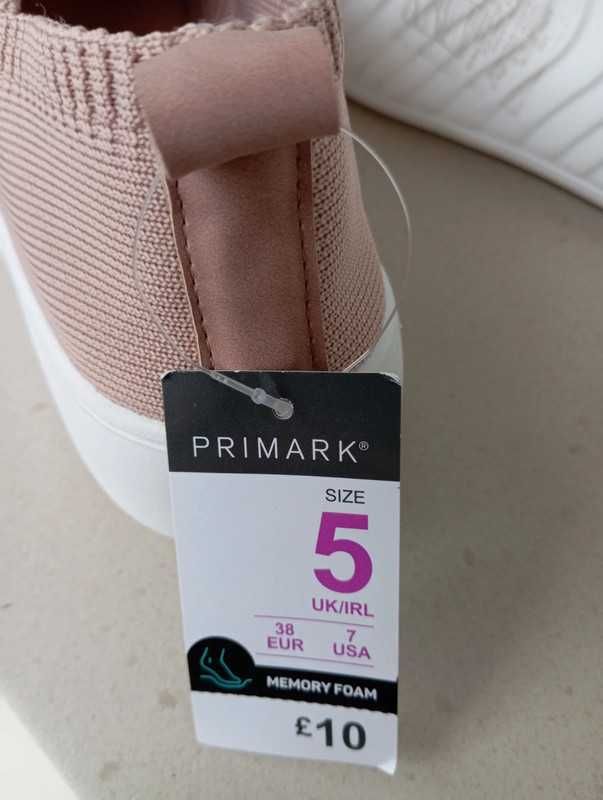 PRIMARK®
SIZE
5
UK/IRL
38 7
EUR USA
MEMORY FOAM
£10